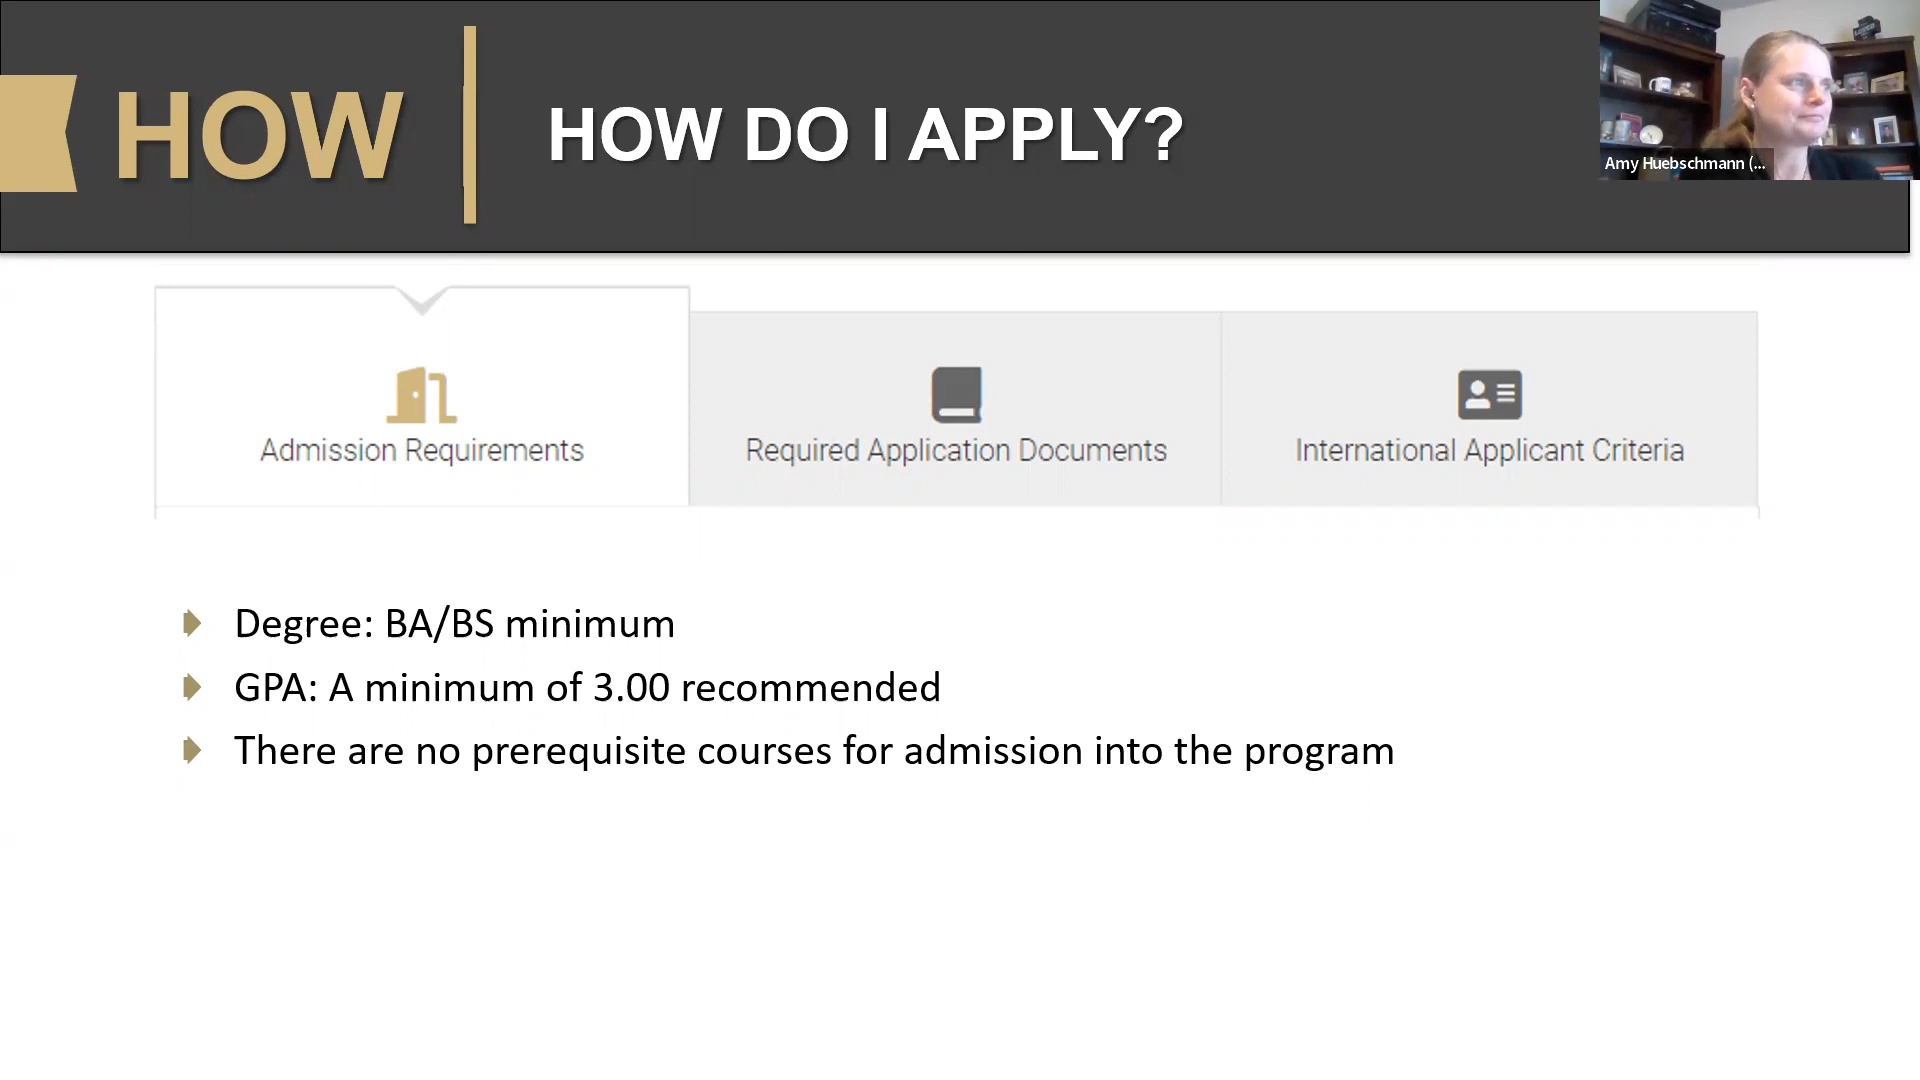 HOW
HOW DO I APPLY?
Amy Huebschmann (...
Admission Requirements
Required Application Documents
International Applicant Criteria
Degree: BA/BS minimum
GPA: A minimum of 3.00 recommended
There are no prerequisite courses for admission into the program